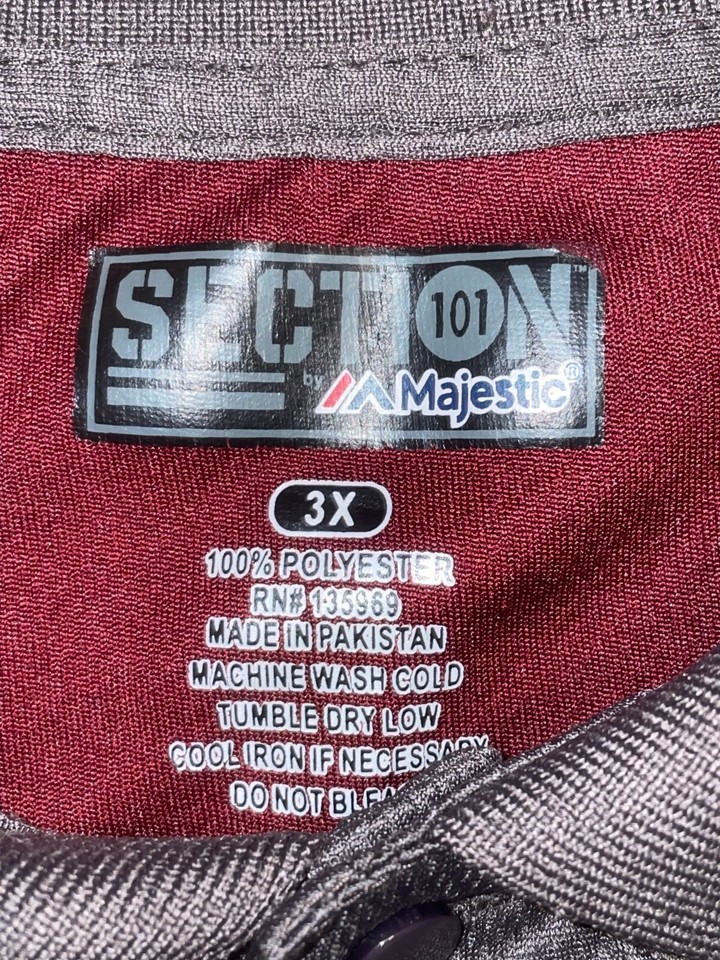 SECTION
101
™
by Majestic®
3X
100% POLYESTER
RN# 135969
MADE IN PAKISTAN
MACHINE WASH COLD
TUMBLE DRY LOW
COOL IRON IF NECESSARY
DO NOT